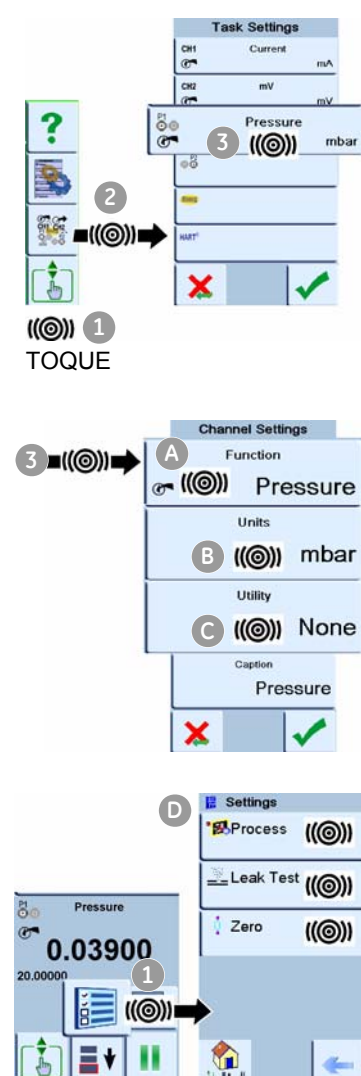 Task Settings
CH1 Current
mA
CH2 mV
mV
P1 Pressure
3 mbar
?
2
HART
1
TOQUE
Channel Settings
3 A Function
Pressure
Units
B mbar
Utility
C None
Caption
Pressure
D Settings
Process
Leak Test
Zero
P1 Pressure
0.03900
20.00000
1